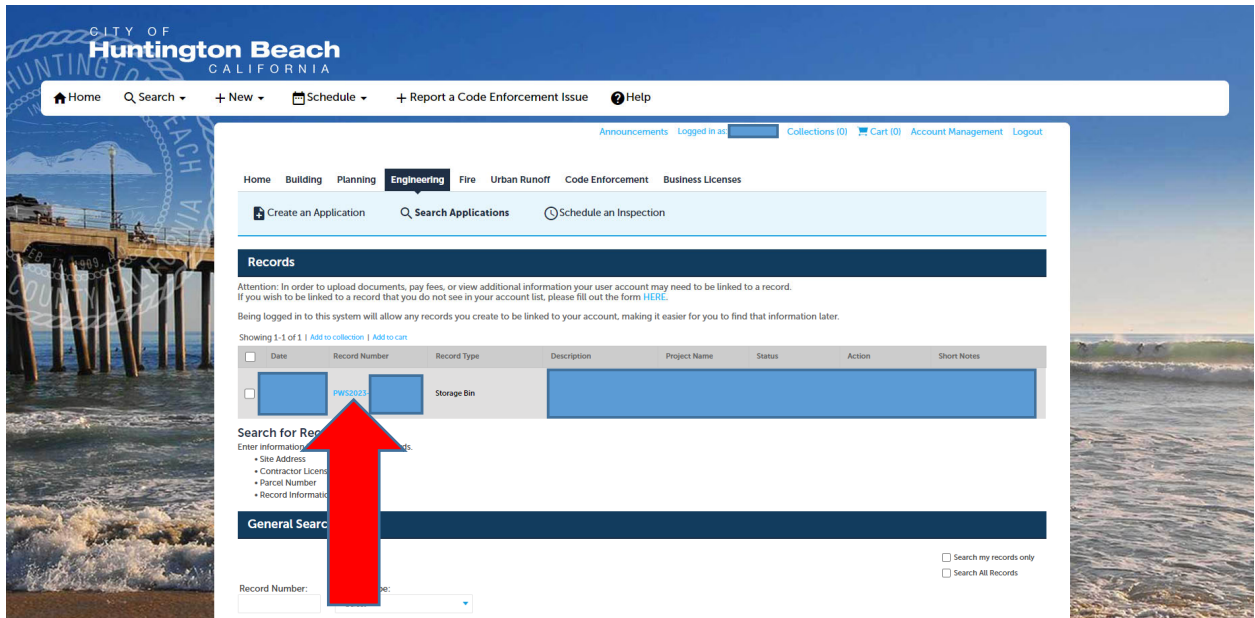 CITY OF
Huntington Beach
CALIFORNIA
HUNTINGTON BEACH
FEB. 17, 1909.
COUNTY CALIFORNIA
Home Search + New Schedule + Report a Code Enforcement Issue Help
Announcements Logged in as: Collections (0) Cart (0) Account Management Logout
Home Building Planning Engineering Fire Urban Runoff Code Enforcement Business Licenses
Create an Application Search Applications Schedule an Inspection
Records
Attention: In order to upload documents, pay fees, or view additional information your user account may need to be linked to a record.
If you wish to be linked to a record that you do not see in your account list, please fill out the form HERE.
Being logged in to this system will allow any records you create to be linked to your account, making it easier for you to find that information later.
Showing 1-1 of 1 | Add to collection | Add to cart
Date Record Number Record Type Description Project Name Status Action Short Notes
PWS2023- Storage Bin
Search for Rec
Enter information ds.
• Site Address
• Contractor Licens
• Parcel Number
• Record Informatio
General Searc
Search my records only
Search All Records
Record Number: pe: